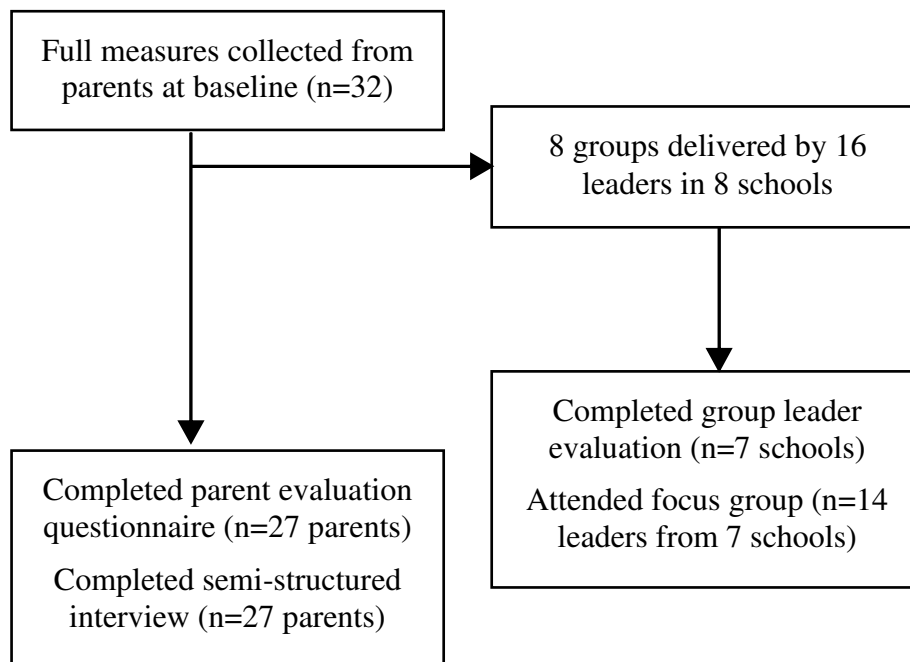 Full measures collected from
parents at baseline (n=32)
8 groups delivered by 16
leaders in 8 schools
Completed group leader
evaluation (n=7 schools)
Attended focus group (n=14
leaders from 7 schools)
Completed parent evaluation
questionnaire (n=27 parents)
Completed semi-structured
interview (n=27 parents)